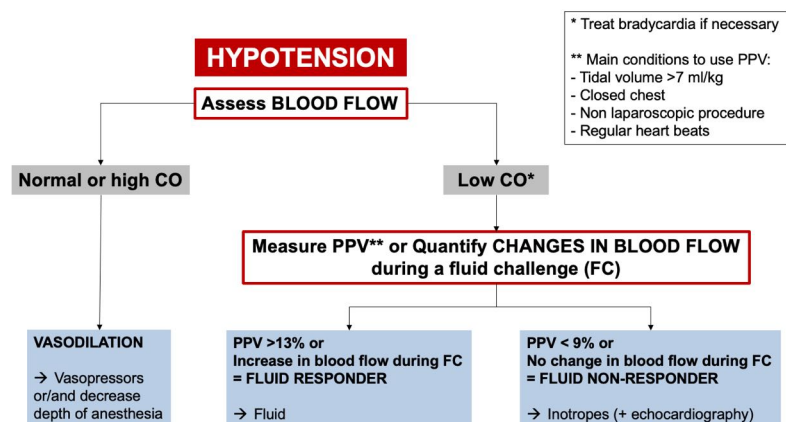 HYPOTENSION
Assess BLOOD FLOW
* Treat bradycardia if necessary
** Main conditions to use PPV:
- Tidal volume >7 ml/kg
- Closed chest
- Non laparoscopic procedure
- Regular heart beats
Normal or high CO
Low CO*
Measure PPV** or Quantify CHANGES IN BLOOD FLOW
during a fluid challenge (FC)
VASODILATION
→ Vasopressors
or/and decrease
depth of anesthesia
PPV >13% or
Increase in blood flow during FC
= FLUID RESPONDER
→ Fluid
PPV < 9% or
No change in blood flow during FC
= FLUID NON-RESPONDER
→ Inotropes (+ echocardiography)